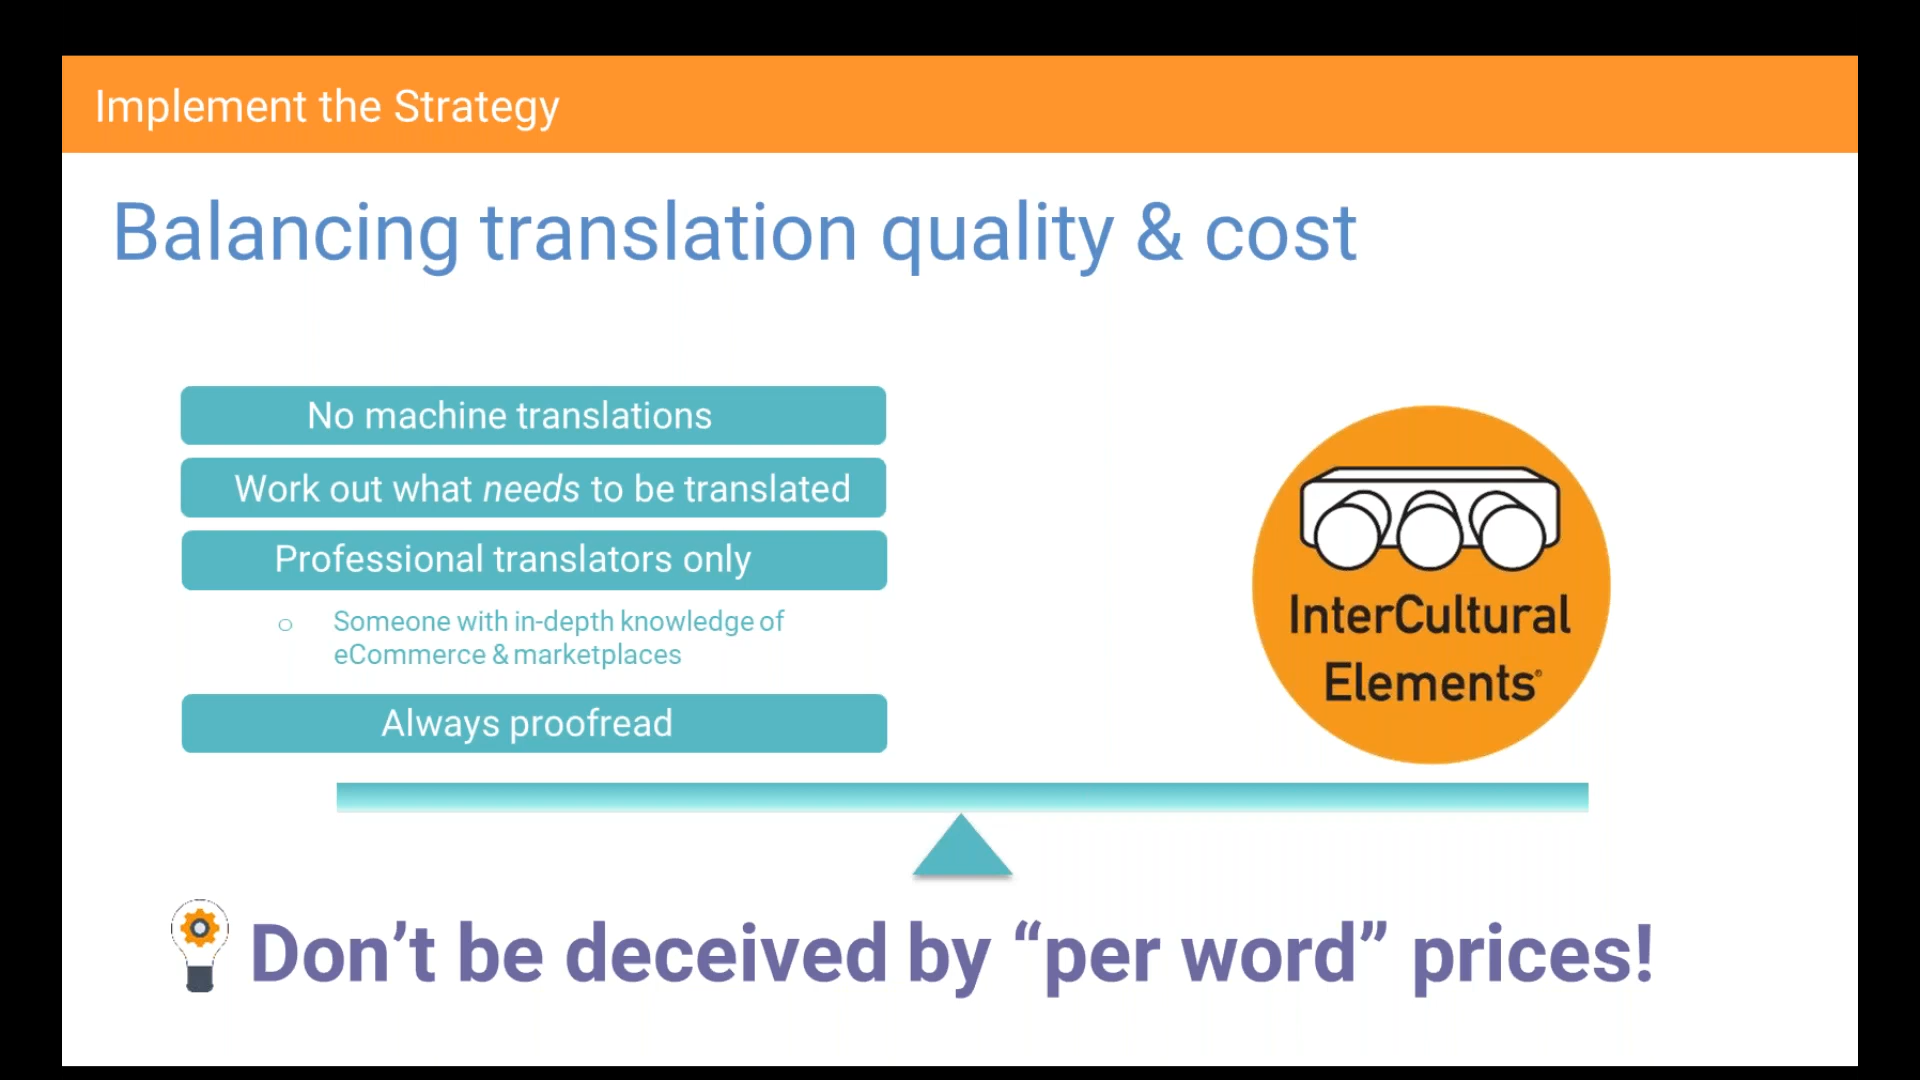 Implement the Strategy
Balancing translation quality & cost
No machine translations
Work out what needs to be translated
Professional translators only
Someone with in-depth knowledge of
eCommerce & marketplaces
Always proofread
InterCultural
Elements®
Don’t be deceived by “per word” prices!